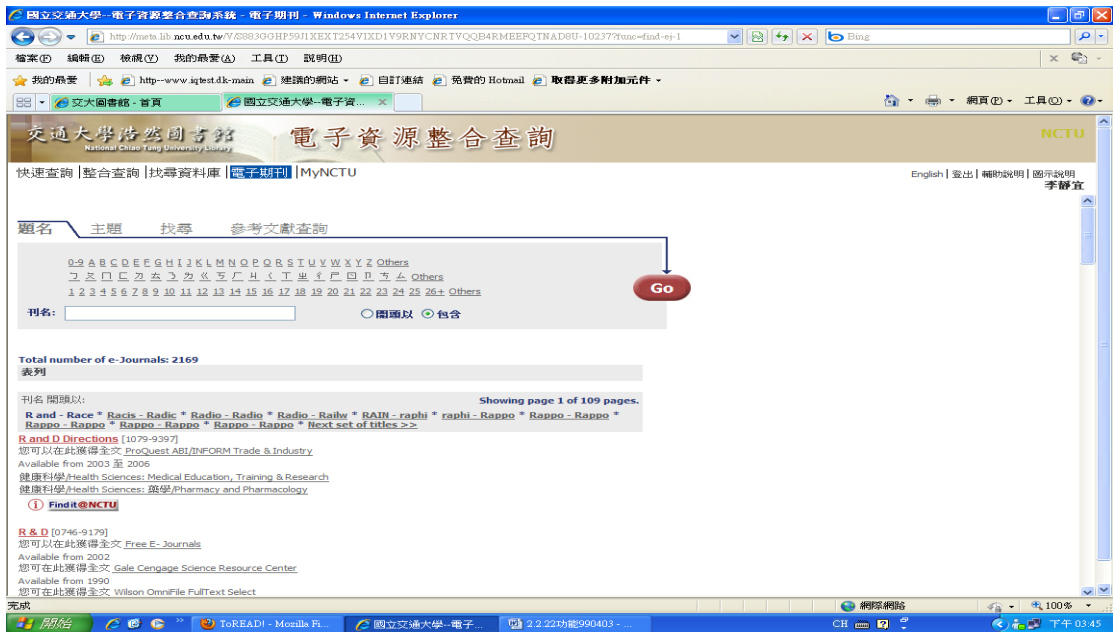 國立交通大學--電子資源整合查詢系統 - 電子期刊 - Windows Internet Explorer
http://meta.lib.ncu.edu.tw/V/S883GGHP59J1XEXT254VIXD1V9RNYCNRTVQQB4RMEEFQTNAD8U-10237?func=find-ej-1
Bing
檔案(F) 編輯(E) 檢視(V) 我的最愛(A) 工具(T) 說明(H)
我的最愛 http--www.iqtest.dk-main 建議的網站 自訂連結 免費的 Hotmail 取得更多附加元件
交大圖書館 - 首頁 國立交通大學--電子資... 網頁(P) 工具(O)
交通大學浩然圖書館 電子資源整合查詢 NCTU
National Chiao Tung University Library
快速查詢 |整合查詢 |找尋資料庫 |電子期刊 |MyNCTU English | 登出 | 輔助說明 | 圖示說明
李靜宜
題名 主題 找尋 參考文獻查詢
0-9 A B C D E F G H I J K L M N O P Q R S T U V W X Y Z Others
ㄅ ㄆ ㄇ ㄈ ㄉ ㄊ ㄋ ㄌ ㄍ ㄎ ㄏ ㄐ ㄑ ㄒ ㄓ ㄔ ㄕ ㄖ ㄗ ㄘ ㄙ Others
1 2 3 4 5 6 7 8 9 10 11 12 13 14 15 16 17 18 19 20 21 22 23 24 25 26+ Others
Go
刊名: 開頭以 包含
Total number of e-Journals: 2169
表列
刊名 開頭以: Showing page 1 of 109 pages.
R and - Race * Racis - Radic * Radio - Radio * Radio - Railw * RAIN - raphi * raphi - Rappo * Rappo - Rappo *
Rappo - Rappo * Rappo - Rappo * Rappo - Rappo * Next set of titles >>
R and D Directions [1079-9397]
您可以在此獲得全文 ProQuest ABI/INFORM Trade & Industry
Available from 2003 至 2006
健康科學/Health Sciences: Medical Education, Training & Research
健康科學/Health Sciences: 藥學/Pharmacy and Pharmacology
i Find it@NCTU
R & D [0746-9179]
您可以在此獲得全文 Free E- Journals
Available from 2002
您可在此獲得全文 Gale Cengage Science Resource Center
Available from 1990
您可在此獲得全文 Wilson OmniFile FullText Select
完成 網際網路 100%
開始 ToREAD! - Mozilla Fi... 國立交通大學--電子... 2.2.22功能990403 - ... CH 下午 03:45